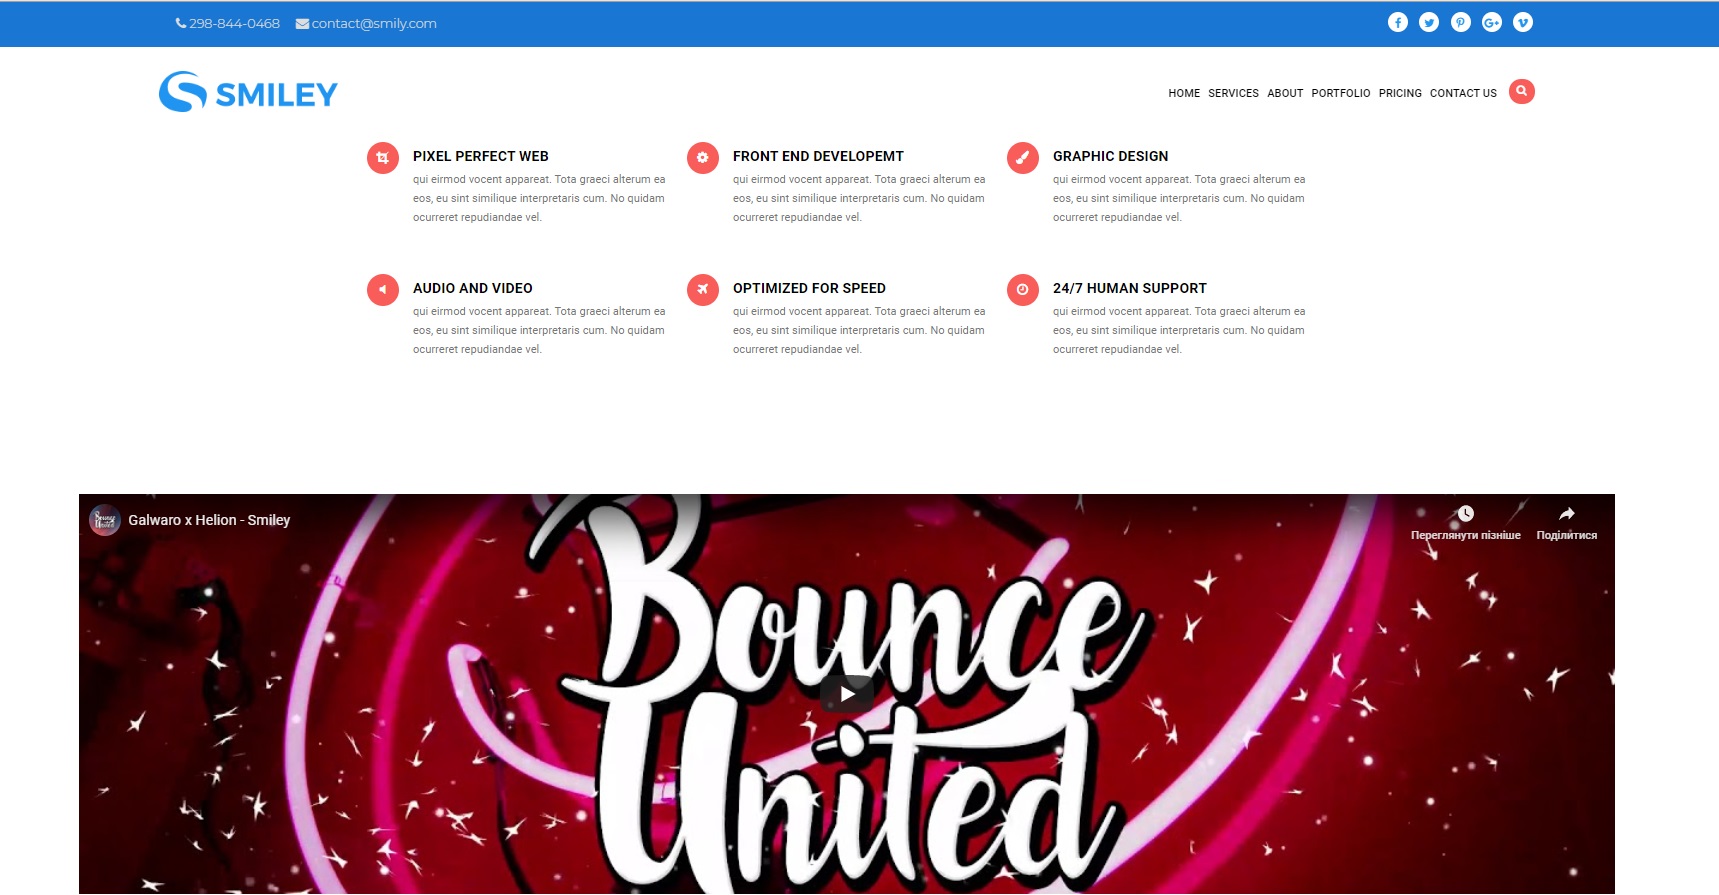 298-844-0468 contact@smily.com
SMILEY
HOME SERVICES ABOUT PORTFOLIO PRICING CONTACT US
PIXEL PERFECT WEB
qui eirmod vocent appareat. Tota graeci alterum ea
eos, eu sint similique interpretaris cum. No quidam
ocurreret repudiandae vel.
FRONT END DEVELOPEMT
qui eirmod vocent appareat. Tota graeci alterum ea
eos, eu sint similique interpretaris cum. No quidam
ocurreret repudiandae vel.
GRAPHIC DESIGN
qui eirmod vocent appareat. Tota graeci alterum ea
eos, eu sint similique interpretaris cum. No quidam
ocurreret repudiandae vel.
AUDIO AND VIDEO
qui eirmod vocent appareat. Tota graeci alterum ea
eos, eu sint similique interpretaris cum. No quidam
ocurreret repudiandae vel.
OPTIMIZED FOR SPEED
qui eirmod vocent appareat. Tota graeci alterum ea
eos, eu sint similique interpretaris cum. No quidam
ocurreret repudiandae vel.
24/7 HUMAN SUPPORT
qui eirmod vocent appareat. Tota graeci alterum ea
eos, eu sint similique interpretaris cum. No quidam
ocurreret repudiandae vel.
Bounce
United
Galwaro x Helion - Smiley
Переглянути пізніше
Поділитися
Bounce
United